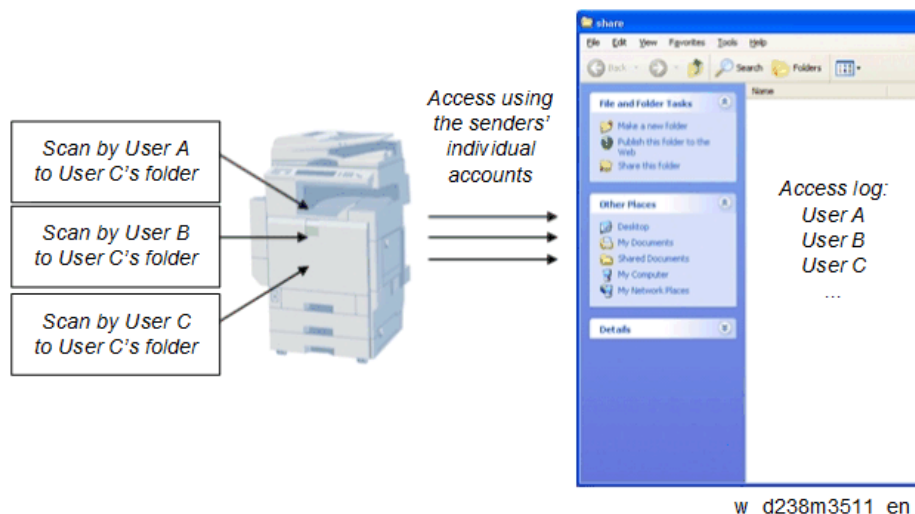 share
File Edit View Favorites Tools Help
Back Search Folders
Name
File and Folder Tasks
Make a new folder
Publish this folder to the
Web
Share this folder
Other Places
Desktop
My Documents
Shared Documents
My Computer
My Network Places
Details
Scan by User A
to User C's folder
Scan by User B
to User C's folder
Scan by User C
to User C's folder
Access using
the senders'
individual
accounts
Access log:
User A
User B
User C
...
w_d238m3511_en